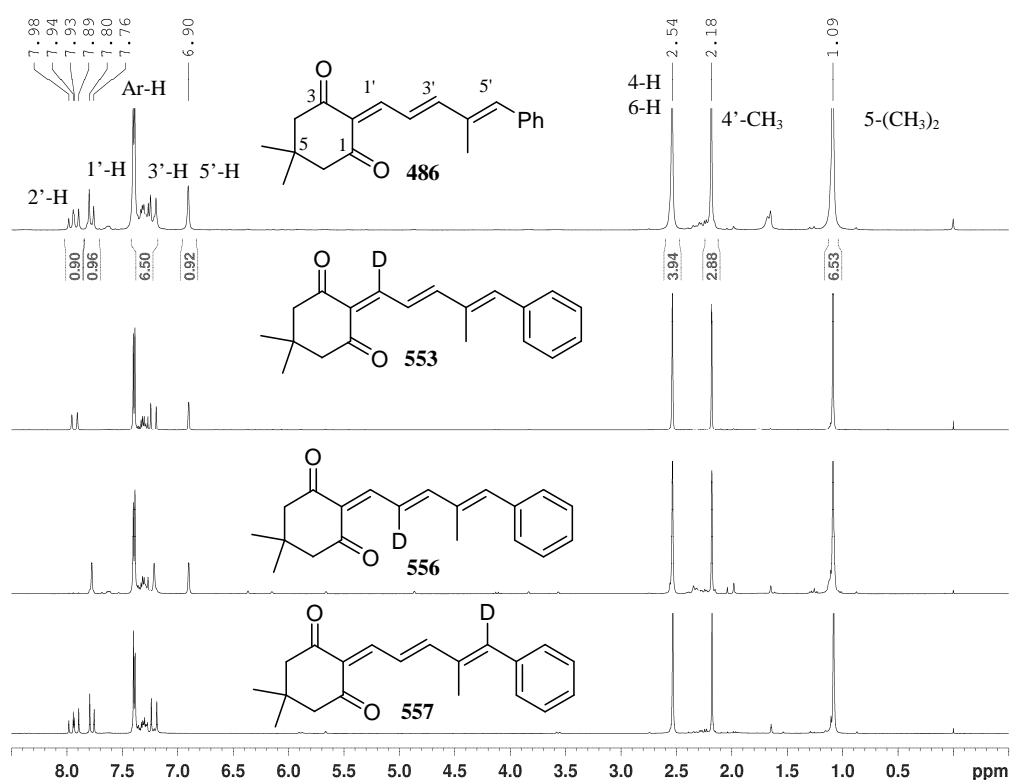 7.98
7.94
7.93
7.89
7.80
7.76
6.90
2.54
2.18
1.09
Ar-H
1’-H
2’-H
3’-H
5’-H
4-H
6-H
4’-CH₃
5-(CH₃)₂
O
3
1'
3'
5'
Ph
5
1
O
486
0.90
0.96
6.50
0.92
3.94
2.88
6.53
D
O
O
553
O
O
D
556
D
O
O
557
8.0 7.5 7.0 6.5 6.0 5.5 5.0 4.5 4.0 3.5 3.0 2.5 2.0 1.5 1.0 0.5 ppm